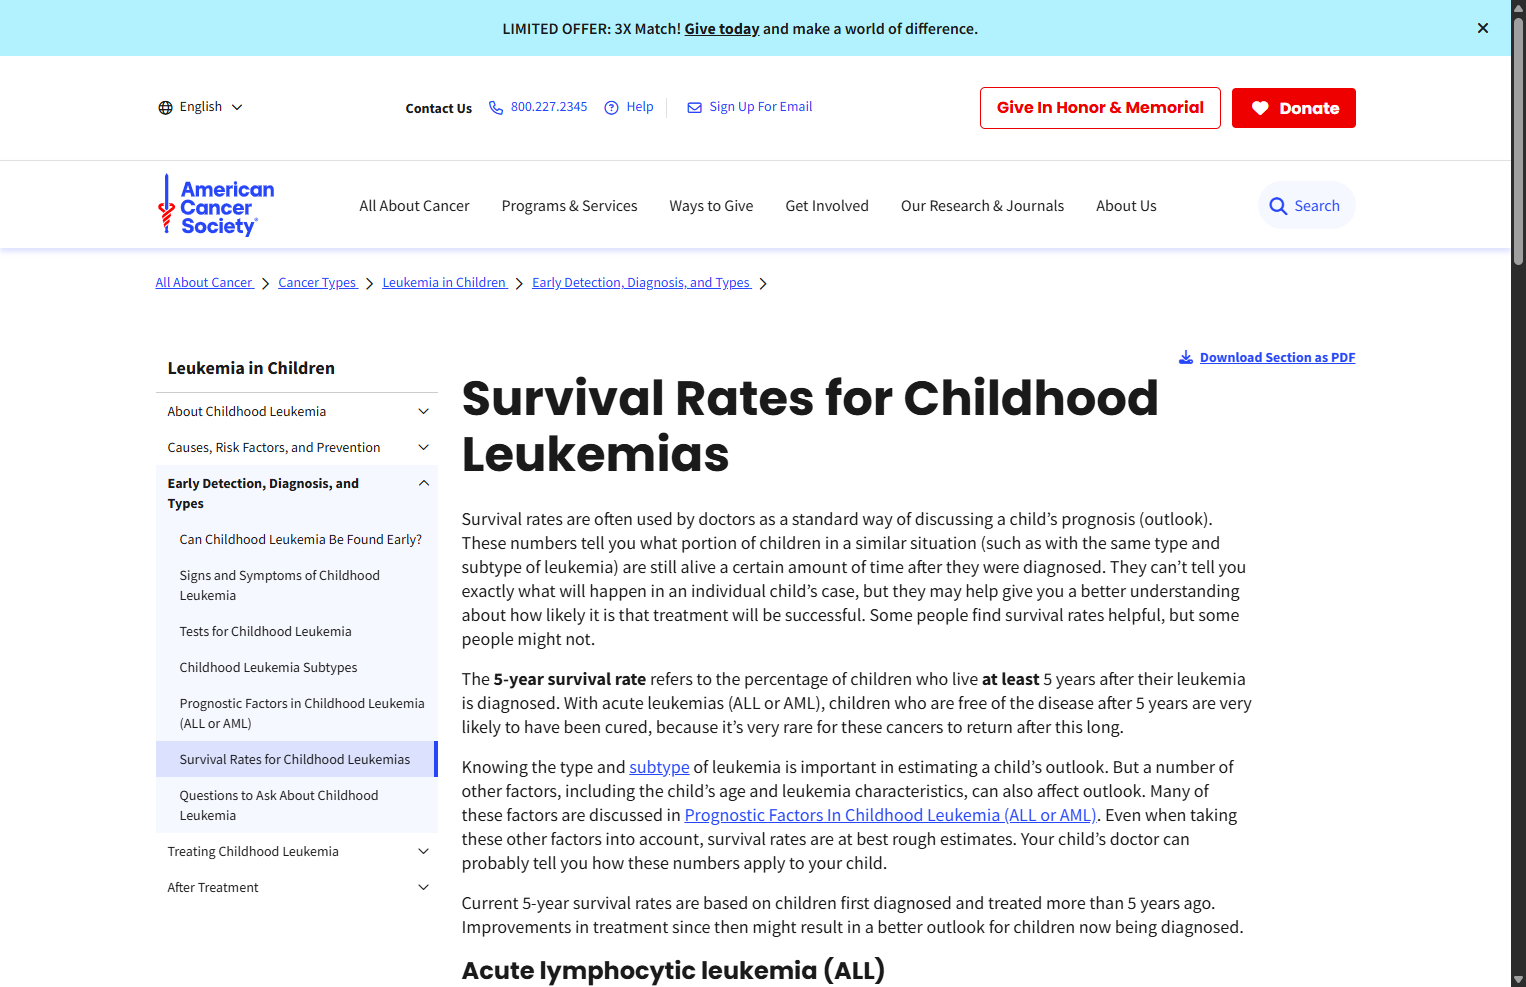 LIMITED OFFER: 3X Match! Give today and make a world of difference.
English
Contact Us
800.227.2345
Help
Sign Up For Email
Give In Honor & Memorial
Donate
American
Cancer
Society®
All About Cancer
Programs & Services
Ways to Give
Get Involved
Our Research & Journals
About Us
Search
All About Cancer
Cancer Types
Leukemia in Children
Early Detection, Diagnosis, and Types
Leukemia in Children
About Childhood Leukemia
Causes, Risk Factors, and Prevention
Early Detection, Diagnosis, and
Types
Can Childhood Leukemia Be Found Early?
Signs and Symptoms of Childhood
Leukemia
Tests for Childhood Leukemia
Childhood Leukemia Subtypes
Prognostic Factors in Childhood Leukemia
(ALL or AML)
Survival Rates for Childhood Leukemias
Questions to Ask About Childhood
Leukemia
Treating Childhood Leukemia
After Treatment
Download Section as PDF
Survival Rates for Childhood
Leukemias
Survival rates are often used by doctors as a standard way of discussing a child’s prognosis (outlook).
These numbers tell you what portion of children in a similar situation (such as with the same type and
subtype of leukemia) are still alive a certain amount of time after they were diagnosed. They can’t tell you
exactly what will happen in an individual child’s case, but they may help give you a better understanding
about how likely it is that treatment will be successful. Some people find survival rates helpful, but some
people might not.
The 5-year survival rate refers to the percentage of children who live at least 5 years after their leukemia
is diagnosed. With acute leukemias (ALL or AML), children who are free of the disease after 5 years are very
likely to have been cured, because it’s very rare for these cancers to return after this long.
Knowing the type and subtype of leukemia is important in estimating a child’s outlook. But a number of
other factors, including the child’s age and leukemia characteristics, can also affect outlook. Many of
these factors are discussed in Prognostic Factors In Childhood Leukemia (ALL or AML). Even when taking
these other factors into account, survival rates are at best rough estimates. Your child’s doctor can
probably tell you how these numbers apply to your child.
Current 5-year survival rates are based on children first diagnosed and treated more than 5 years ago.
Improvements in treatment since then might result in a better outlook for children now being diagnosed.
Acute lymphocytic leukemia (ALL)